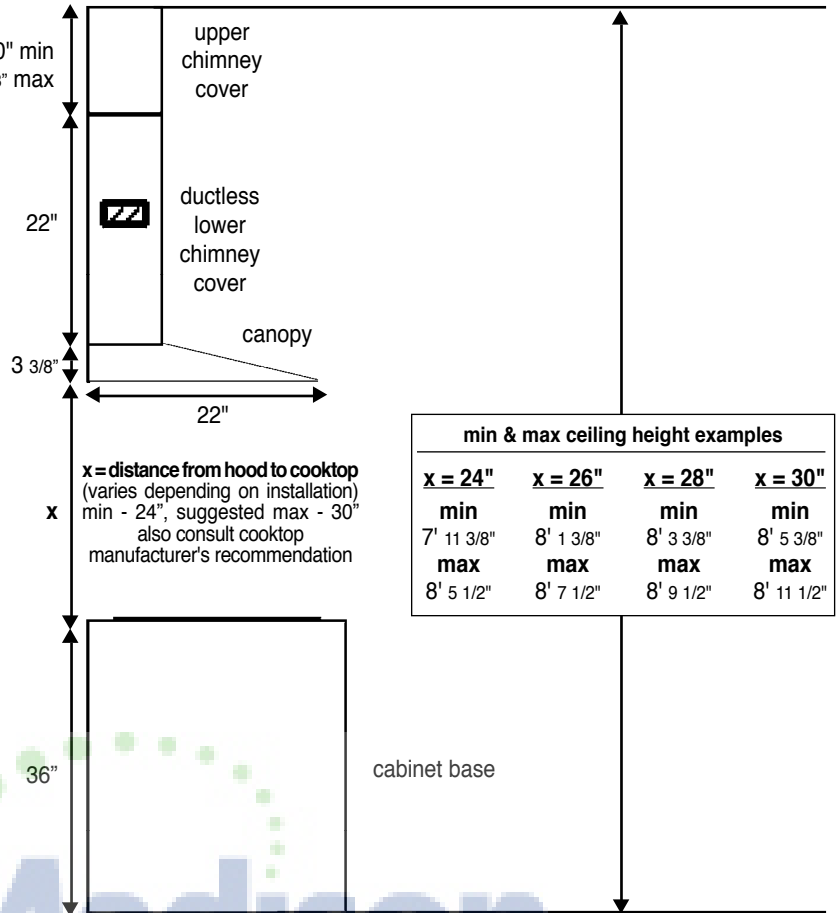 upper
chimney
cover
0" min
" max
22"
ductless
lower
chimney
cover
canopy
3 3/8”
22"
x = distance from hood to cooktop
(varies depending on installation)
min - 24”, suggested max - 30”
also consult cooktop
manufacturer's recommendation
x
min & max ceiling height examples
x = 24" x = 26" x = 28" x = 30"
min min min min
7' 11 3/8" 8' 1 3/8" 8' 3 3/8" 8' 5 3/8"
max max max max
8' 5 1/2" 8' 7 1/2" 8' 9 1/2" 8' 11 1/2"
36”
cabinet base